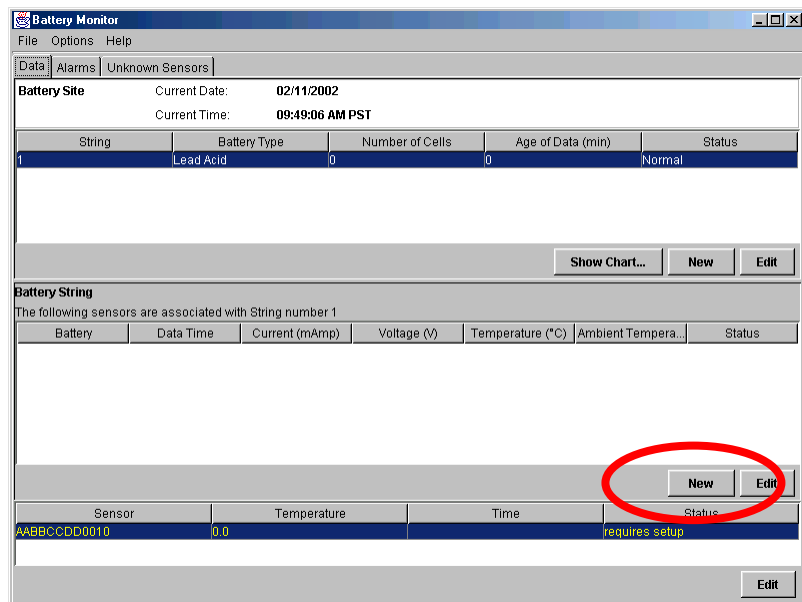 Battery Monitor
File Options Help
Data Alarms Unknown Sensors
Battery Site Current Date: 02/11/2002
Current Time: 09:49:06 AM PST
String Battery Type Number of Cells Age of Data (min) Status
1 Lead Acid 0 0 Normal
Show Chart... New Edit
Battery String
The following sensors are associated with String number 1
Battery Data Time Current (mAmp) Voltage (V) Temperature (°C) Ambient Tempera... Status
New Edit
Sensor Temperature Time Status
AABBCCDD0010 0.0 requires setup
Edit